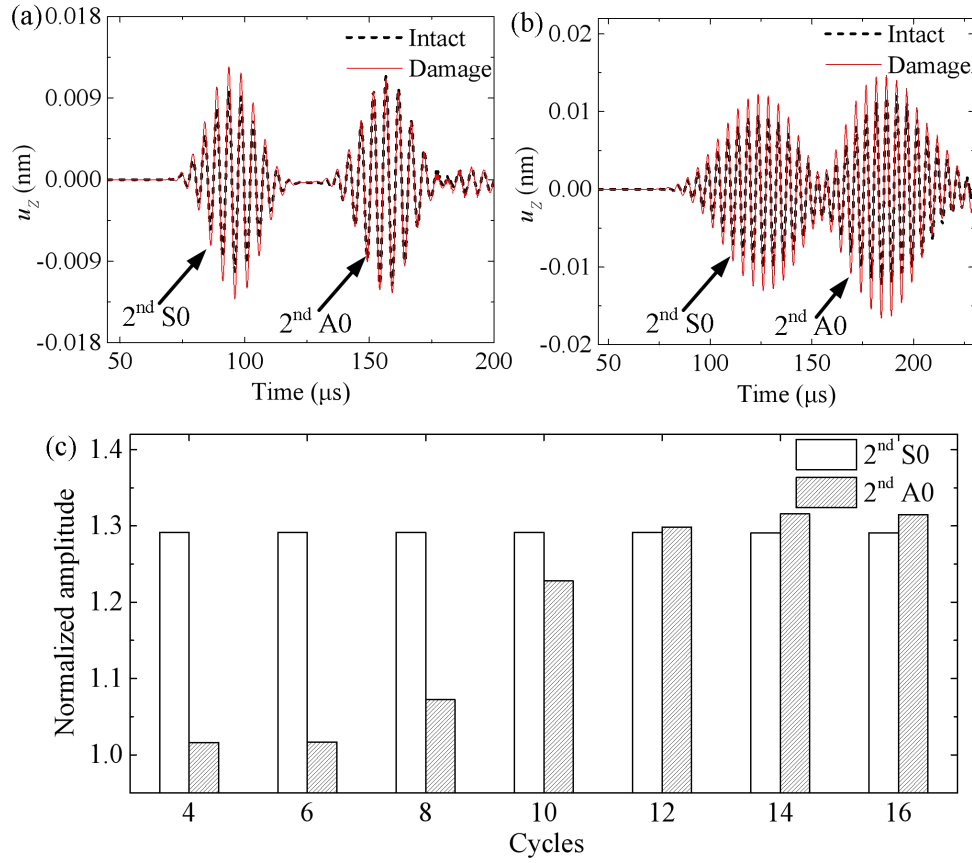 (a)
0.018
0.009
0.000
-0.009
-0.018
u_Z (nm)
Intact
Damage
2nd S0
2nd A0
50 100 150 200
Time (μs)
(b)
0.02
0.01
0.00
-0.01
-0.02
u_Z (nm)
Intact
Damage
2nd S0
2nd A0
50 100 150 200
Time (μs)
(c)
1.4
1.3
1.2
1.1
1.0
Normalized amplitude
2nd S0
2nd A0
4 6 8 10 12 14 16
Cycles